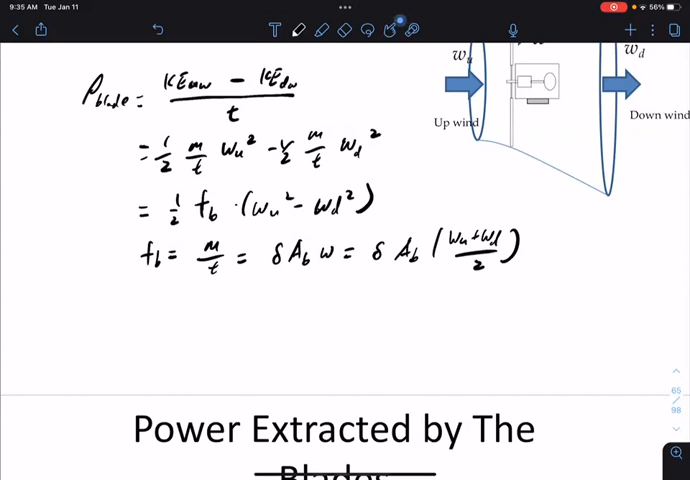 9:35 AM Tue Jan 11
56%
P_blade = (KE_uw − KE_dw) / t
= 1/2 m/t w_u² − 1/2 m/t w_d²
= 1/2 f_b · (w_u² − w_d²)
f_b = m/t = δ A_b w = δ A_b ((w_u + w_d)/2)
w_u
w_d
Up wind
Down wind
65
/
98
Power Extracted by The
Blades